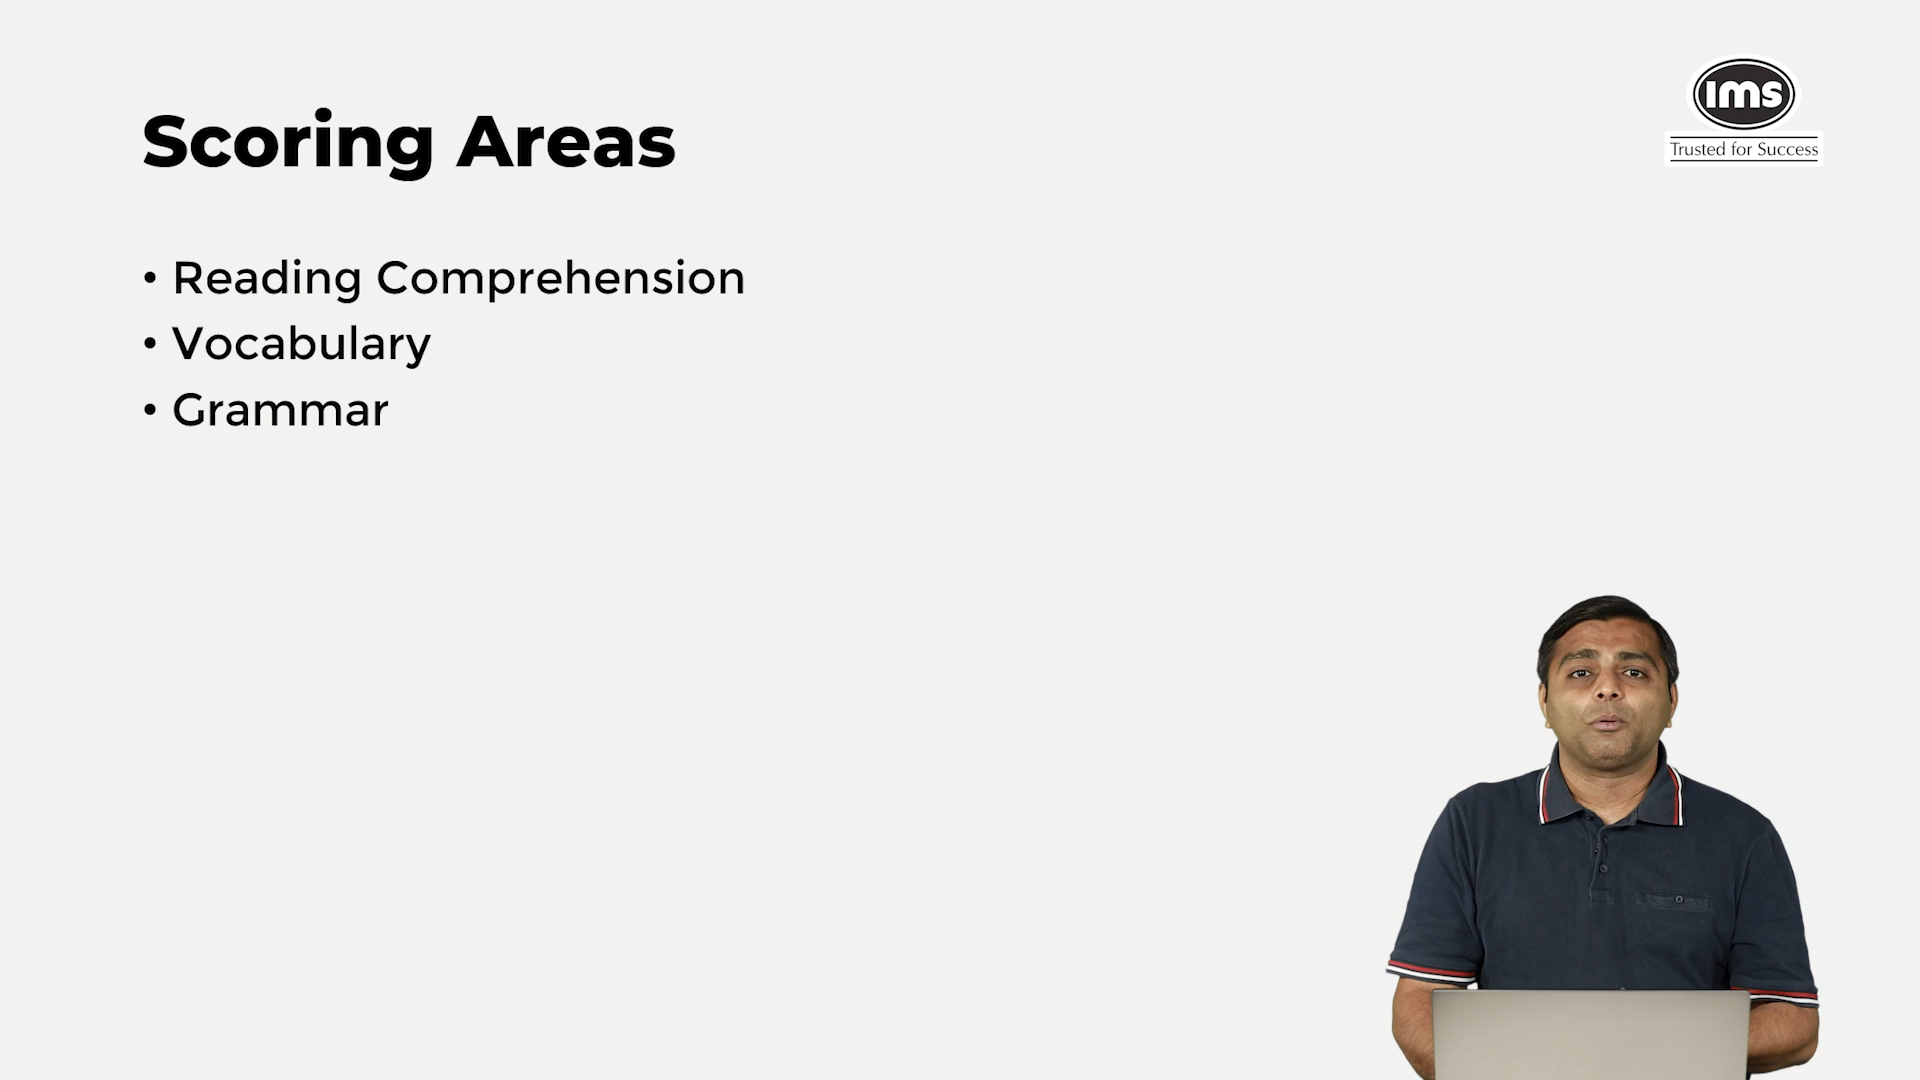 ims
Trusted for Success
Scoring Areas
• Reading Comprehension
• Vocabulary
• Grammar